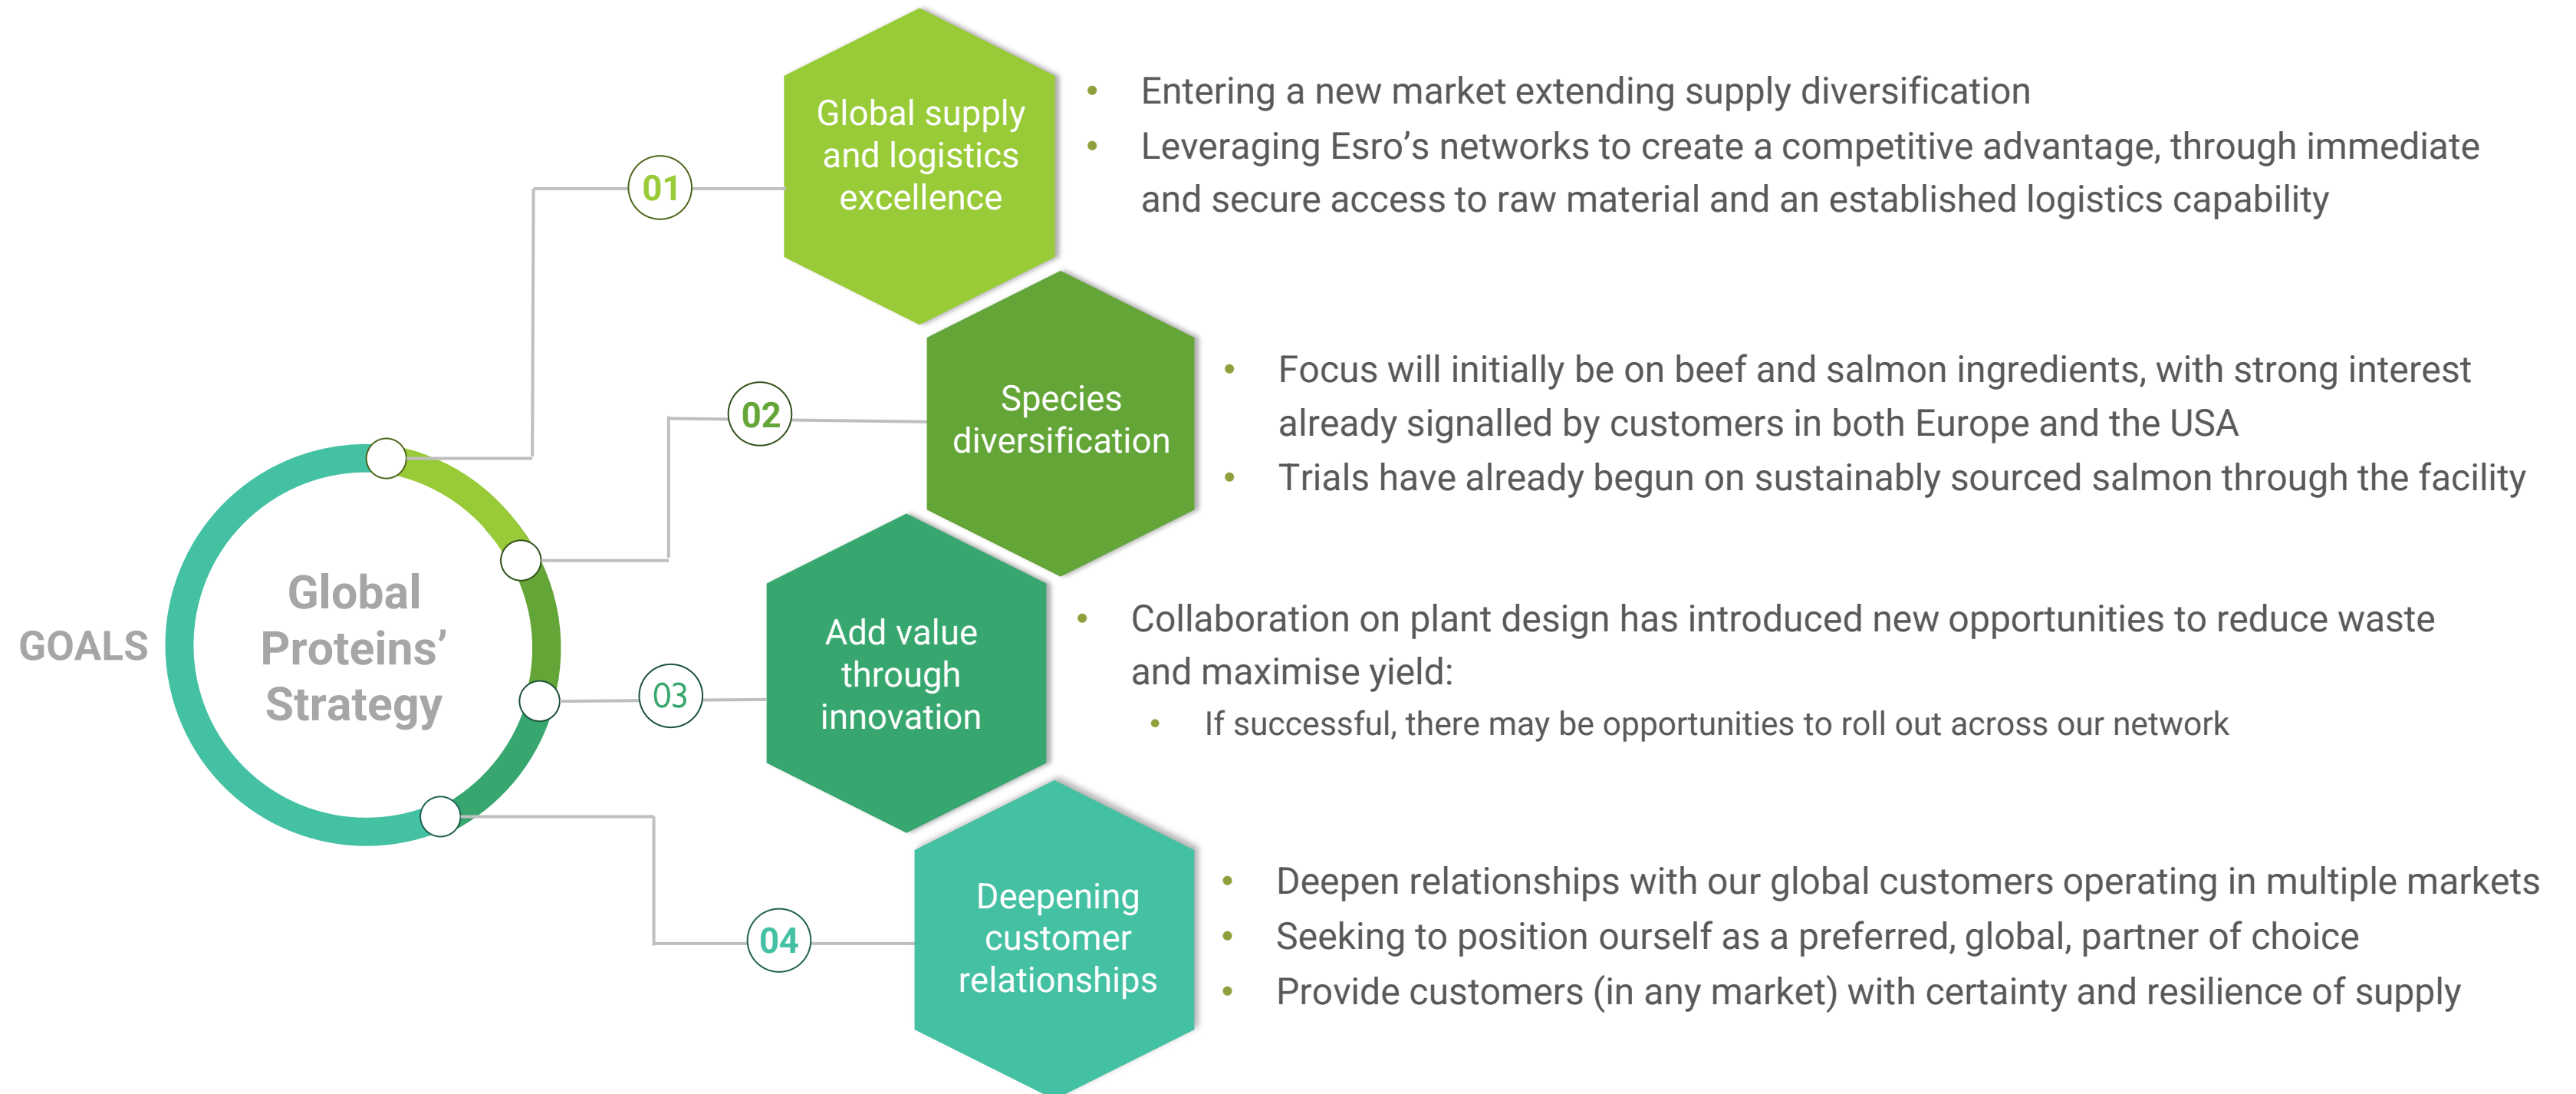 GOALS
Global
Proteins’
Strategy
01
Global supply
and logistics
excellence
• Entering a new market extending supply diversification
• Leveraging Esro’s networks to create a competitive advantage, through immediate
and secure access to raw material and an established logistics capability
02
Species
diversification
• Focus will initially be on beef and salmon ingredients, with strong interest
already signalled by customers in both Europe and the USA
• Trials have already begun on sustainably sourced salmon through the facility
03
Add value
through
innovation
• Collaboration on plant design has introduced new opportunities to reduce waste
and maximise yield:
• If successful, there may be opportunities to roll out across our network
04
Deepening
customer
relationships
• Deepen relationships with our global customers operating in multiple markets
• Seeking to position ourself as a preferred, global, partner of choice
• Provide customers (in any market) with certainty and resilience of supply